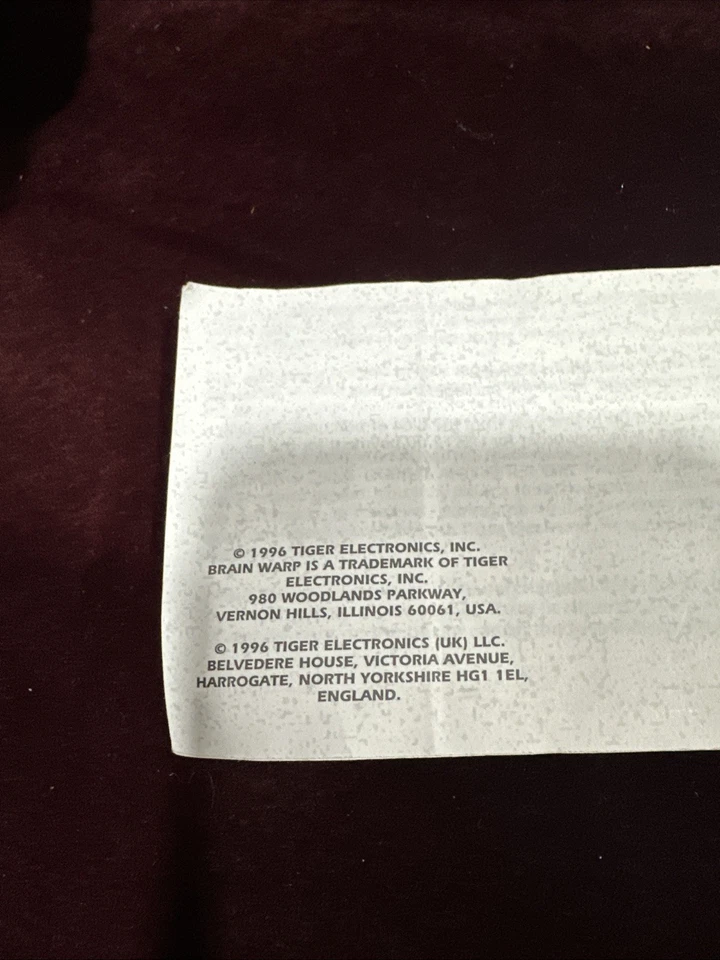 © 1996 TIGER ELECTRONICS, INC.
BRAIN WARP IS A TRADEMARK OF TIGER
ELECTRONICS, INC.
980 WOODLANDS PARKWAY,
VERNON HILLS, ILLINOIS 60061, USA.
© 1996 TIGER ELECTRONICS (UK) LLC.
BELVEDERE HOUSE, VICTORIA AVENUE,
HARROGATE, NORTH YORKSHIRE HG1 1EL,
ENGLAND.